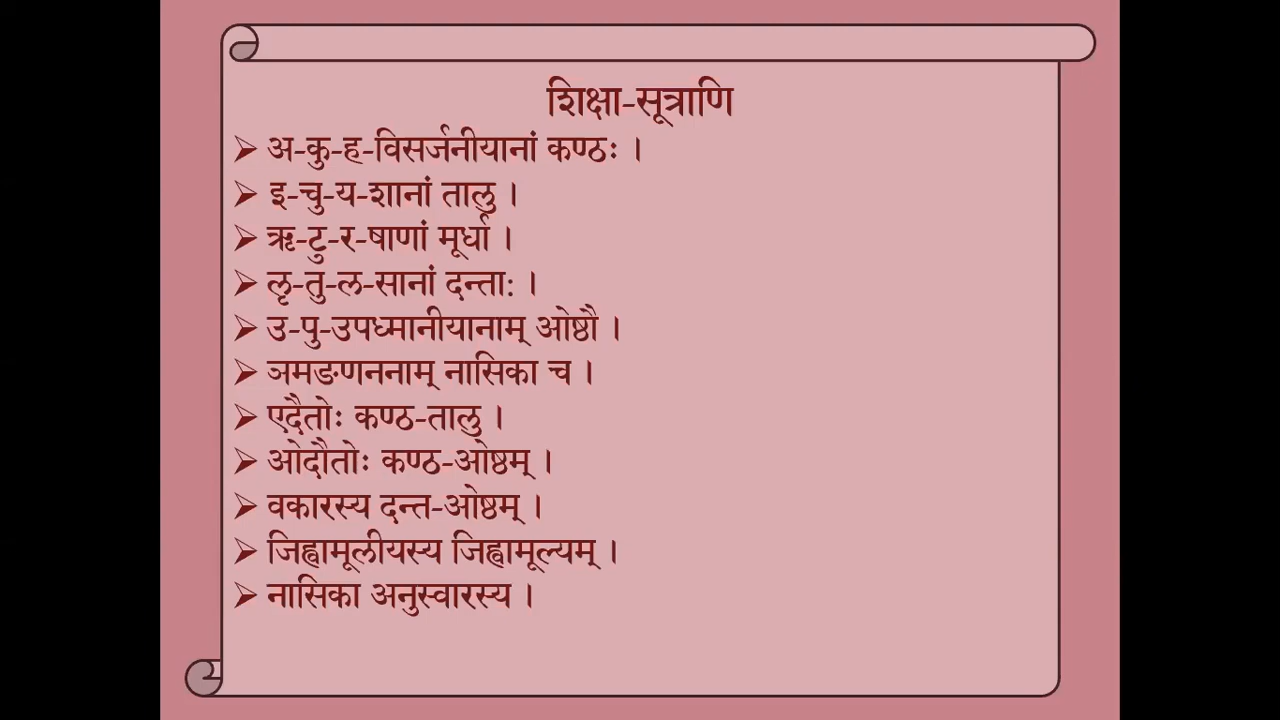 शिक्षा-सूत्राणि
➢ अ-कु-ह-विसर्जनीयानां कण्ठः ।
➢ इ-चु-य-शानां तालु ।
➢ ऋ-टु-र-षाणां मूर्धा ।
➢ लृ-तु-ल-सानां दन्ता: ।
➢ उ-पु-उपध्मानीयानाम् ओष्ठौ ।
➢ ञमङणननाम् नासिका च ।
➢ एदैतोः कण्ठ-तालु ।
➢ ओदौतोः कण्ठ-ओष्ठम् ।
➢ वकारस्य दन्त-ओष्ठम् ।
➢ जिह्वामूलीयस्य जिह्वामूल्यम् ।
➢ नासिका अनुस्वारस्य ।